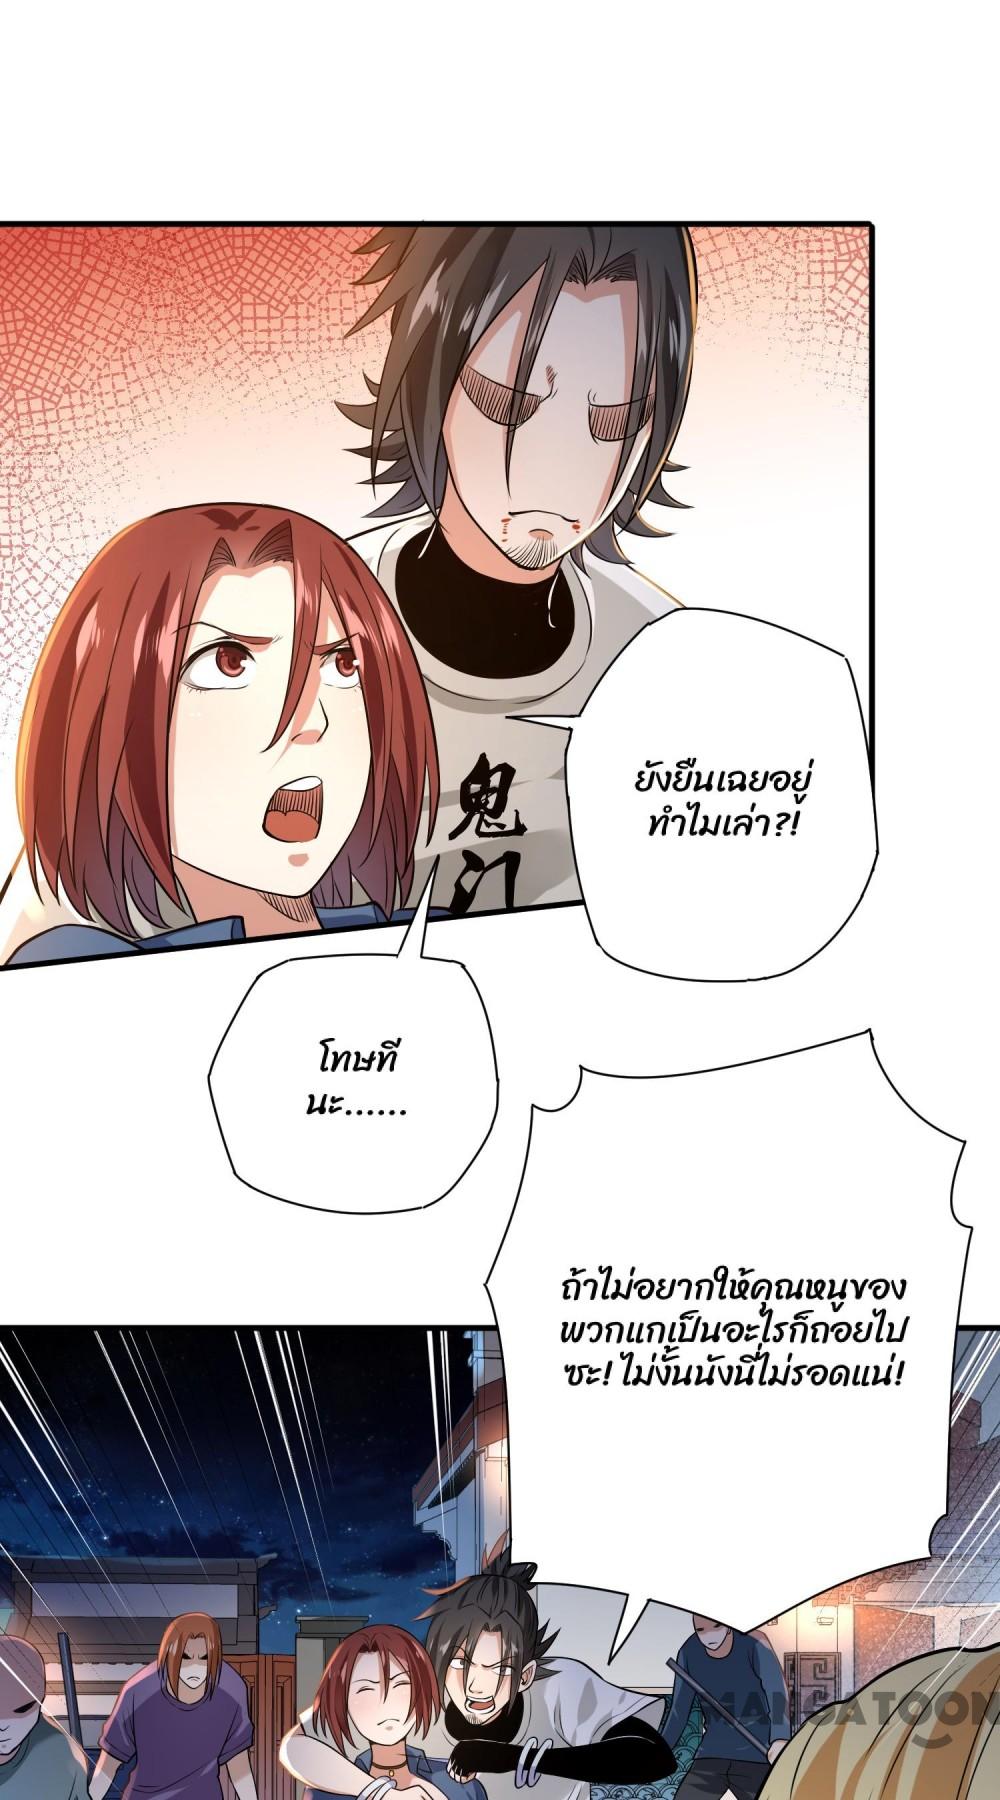 鬼门
ยังยืนเฉยอยู่
ทำไมเล่า?!
โทษที
นะ......
ถ้าไม่อยากให้คุณหนูของ
พวกแกเป็นอะไรก็ถอยไป
ซะ! ไม่งั้นนังนี่ไม่รอดแน่!
MANGATOON